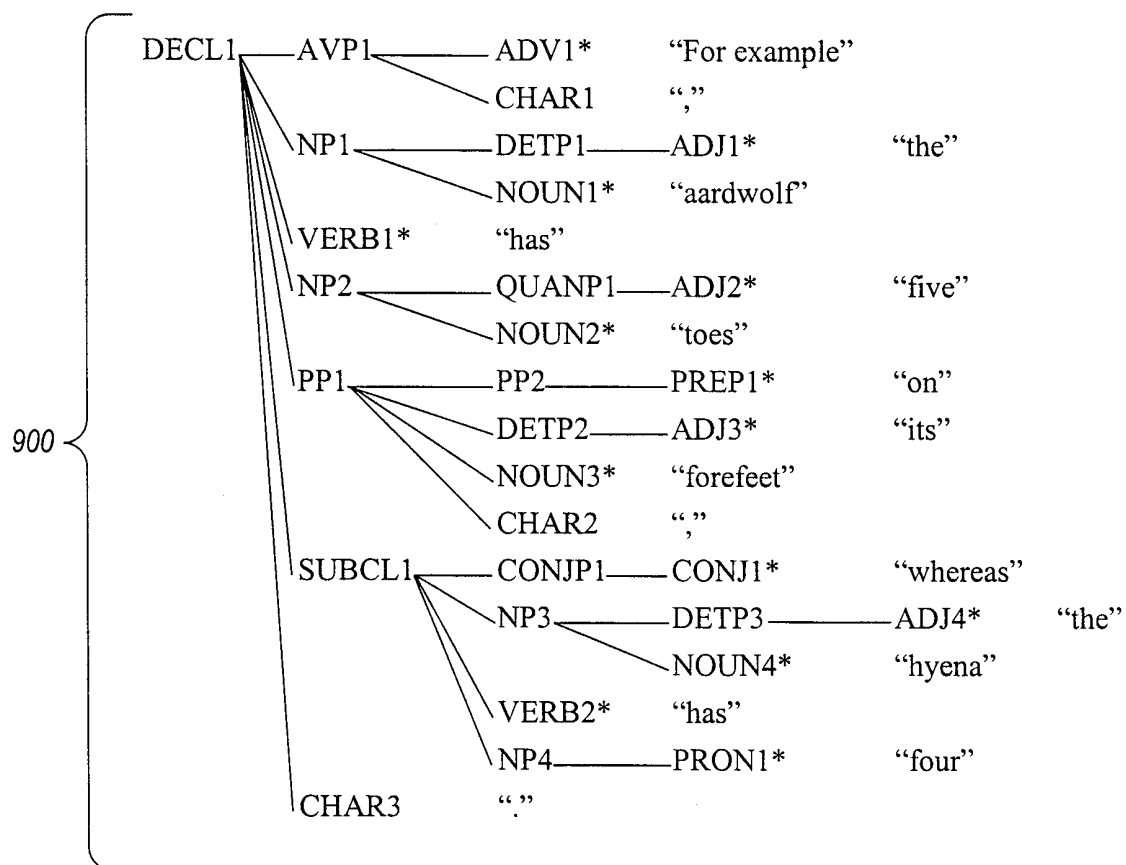 DECL1 AVP1 ADV1* “For example”
CHAR1 “,”
NP1 DETP1 ADJ1* “the”
NOUN1* “aardwolf”
VERB1* “has”
NP2 QUANP1 ADJ2* “five”
NOUN2* “toes”
PP1 PP2 PREP1* “on”
900 DETP2 ADJ3* “its”
NOUN3* “forefeet”
CHAR2 “,”
SUBCL1 CONJP1 CONJ1* “whereas”
NP3 DETP3 ADJ4* “the”
NOUN4* “hyena”
VERB2* “has”
NP4 PRON1* “four”
CHAR3 “.”